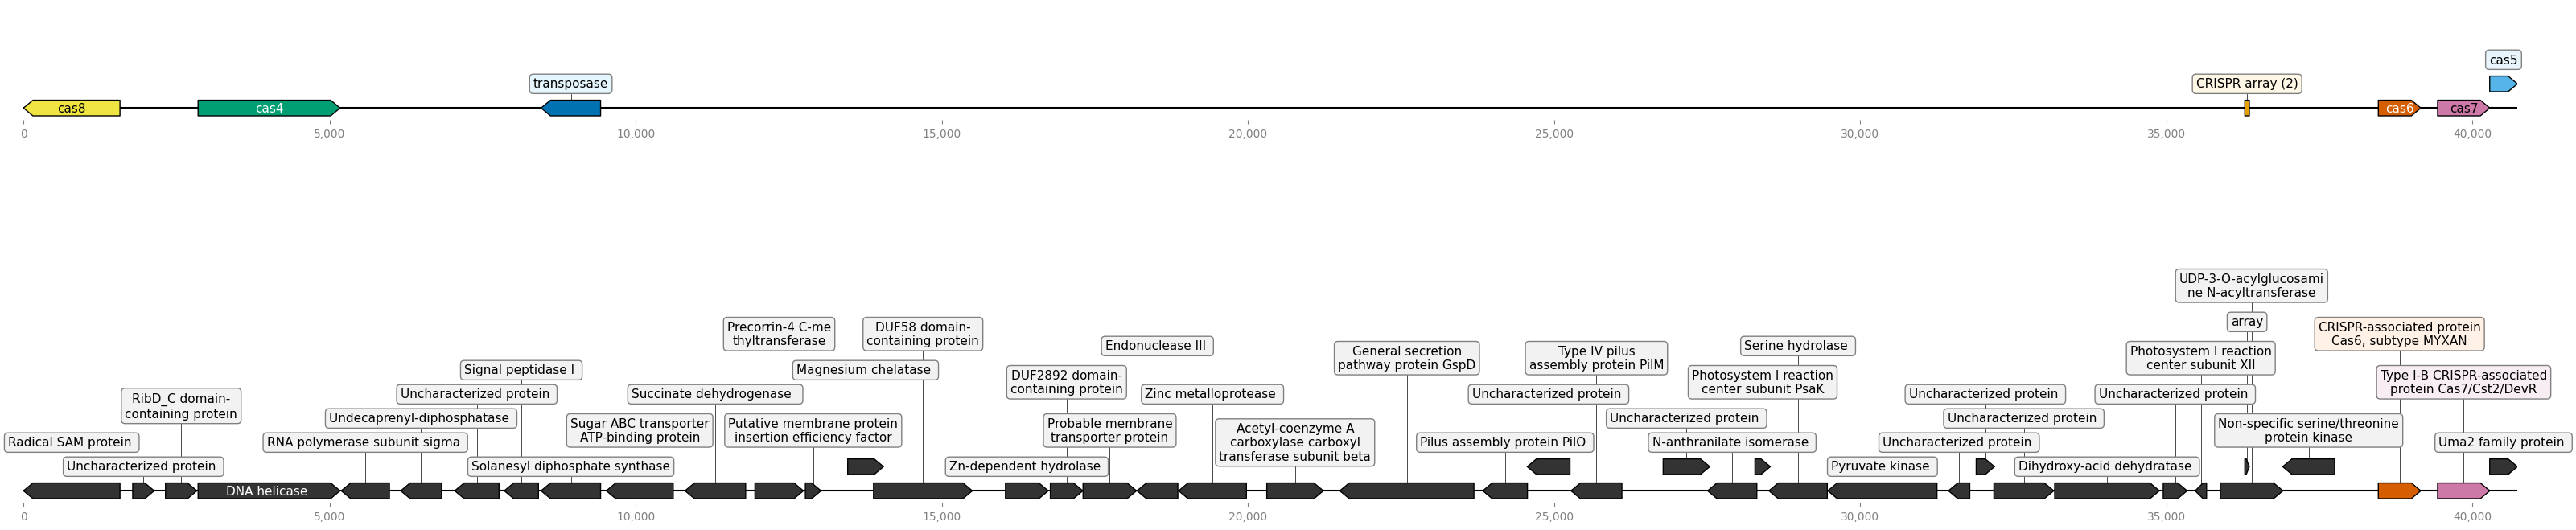 cas5
transposase
CRISPR array (2)
cas8
cas4
cas6
cas7
0
5,000
10,000
15,000
20,000
25,000
30,000
35,000
40,000
UDP-3-O-acylglucosami
ne N-acyltransferase
array
Precorrin-4 C-me
thyltransferase
DUF58 domain-
containing protein
CRISPR-associated protein
Cas6, subtype MYXAN
Endonuclease III
Serine hydrolase
General secretion
pathway protein GspD
Type IV pilus
assembly protein PilM
Photosystem I reaction
center subunit XII
Signal peptidase I
Magnesium chelatase
DUF2892 domain-
containing protein
Photosystem I reaction
center subunit PsaK
Type I-B CRISPR-associated
protein Cas7/Cst2/DevR
RibD_C domain-
containing protein
Uncharacterized protein
Succinate dehydrogenase
Zinc metalloprotease
Uncharacterized protein
Uncharacterized protein
Uncharacterized protein
Undecaprenyl-diphosphatase
Sugar ABC transporter
ATP-binding protein
Putative membrane protein
insertion efficiency factor
Probable membrane
transporter protein
Acetyl-coenzyme A
carboxylase carboxyl
transferase subunit beta
Uncharacterized protein
Uncharacterized protein
Non-specific serine/threonine
protein kinase
Radical SAM protein
RNA polymerase subunit sigma
Pilus assembly protein PilO
N-anthranilate isomerase
Uncharacterized protein
Uma2 family protein
Uncharacterized protein
Solanesyl diphosphate synthase
Zn-dependent hydrolase
Pyruvate kinase
Dihydroxy-acid dehydratase
DNA helicase
0
5,000
10,000
15,000
20,000
25,000
30,000
35,000
40,000